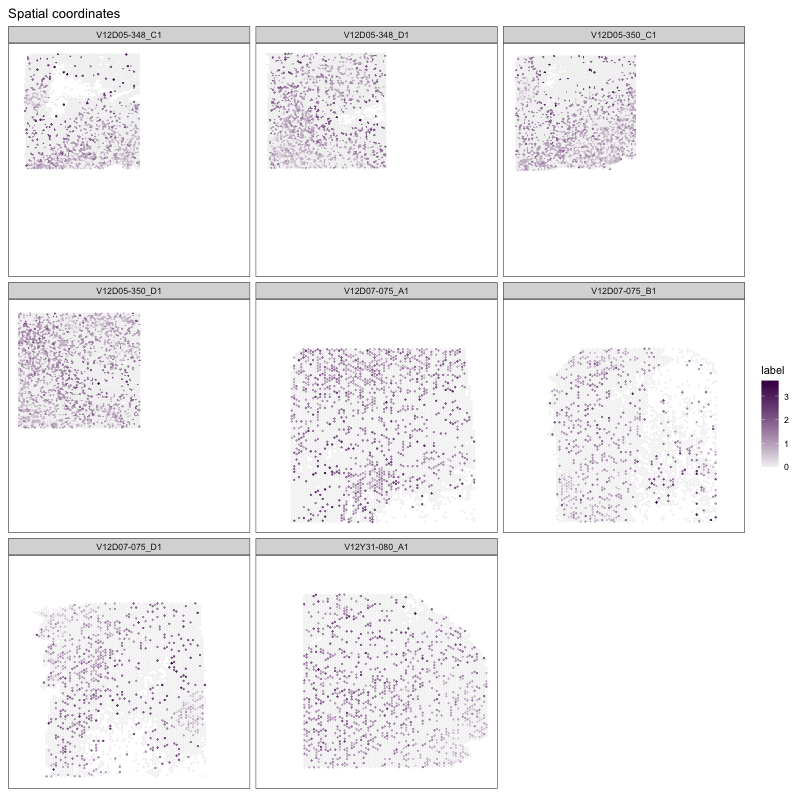 Spatial coordinates
V12D05-348_C1
V12D05-348_D1
V12D05-350_C1
V12D05-350_D1
V12D07-075_A1
V12D07-075_B1
V12D07-075_D1
V12Y31-080_A1
label
3
2
1
0